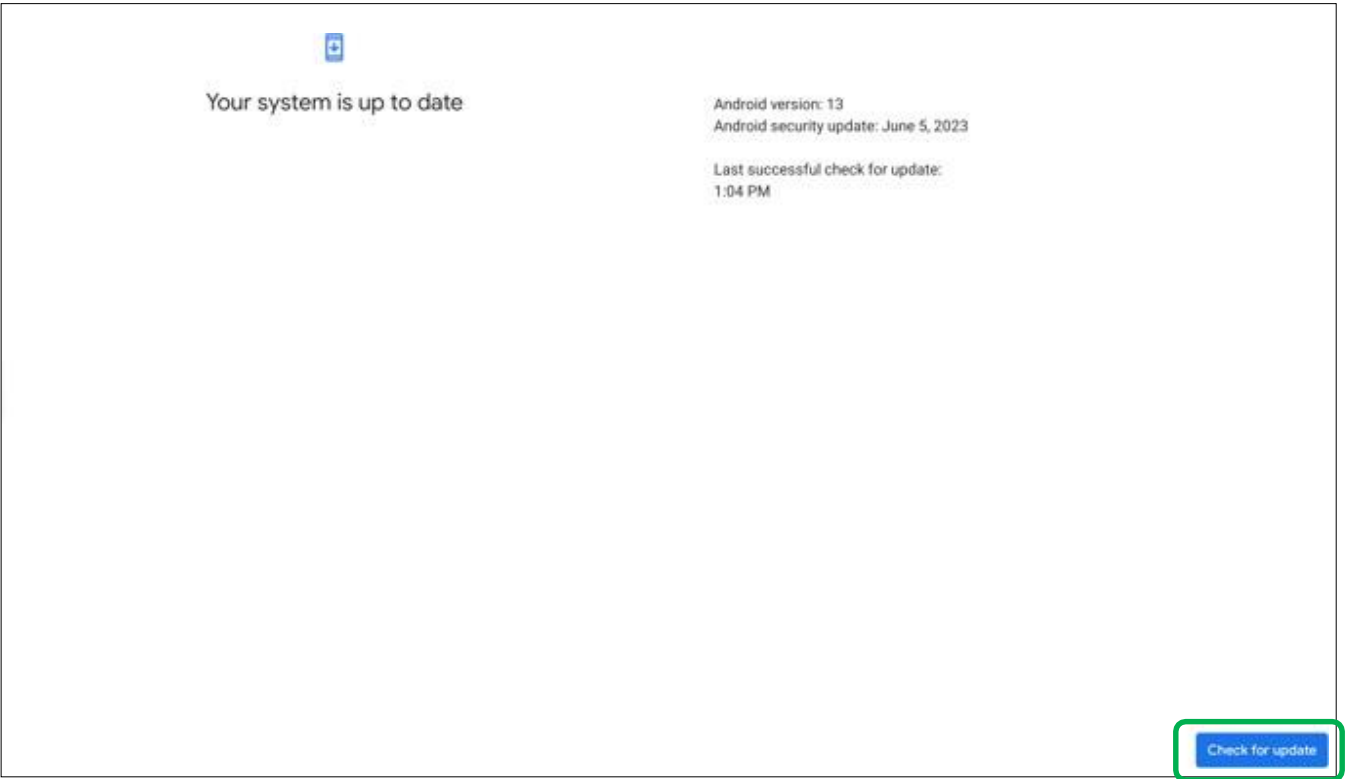 Your system is up to date
Android version: 13
Android security update: June 5, 2023
Last successful check for update:
1:04 PM
Check for update